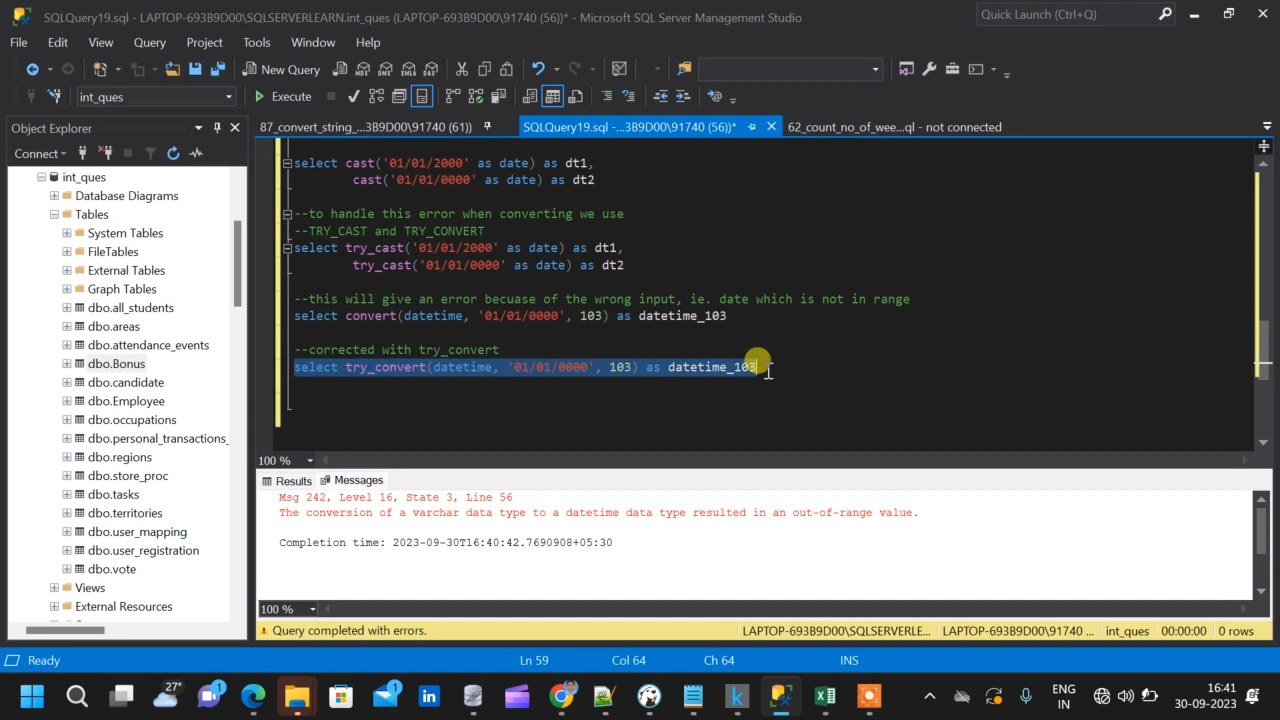 SQLQuery19.sql - LAPTOP-693B9D00\SQLSERVERLEARN.int_ques (LAPTOP-693B9D00\91740 (56))* - Microsoft SQL Server Management Studio
Quick Launch (Ctrl+Q)
File Edit View Query Project Tools Window Help
New Query
MDX DMX XMLA DAX
int_ques
Execute
Object Explorer
87_convert_string_...3B9D00\91740 (61))
SQLQuery19.sql -...3B9D00\91740 (56))*
62_count_no_of_wee...ql - not connected
Connect
int_ques
Database Diagrams
Tables
System Tables
FileTables
External Tables
Graph Tables
dbo.all_students
dbo.areas
dbo.attendance_events
dbo.Bonus
dbo.candidate
dbo.Employee
dbo.occupations
dbo.personal_transactions_
dbo.regions
dbo.store_proc
dbo.tasks
dbo.territories
dbo.user_mapping
dbo.user_registration
dbo.vote
Views
External Resources
select cast('01/01/2000' as date) as dt1,
cast('01/01/0000' as date) as dt2
--to handle this error when converting we use
--TRY_CAST and TRY_CONVERT
select try_cast('01/01/2000' as date) as dt1,
try_cast('01/01/0000' as date) as dt2
--this will give an error becuase of the wrong input, ie. date which is not in range
select convert(datetime, '01/01/0000', 103) as datetime_103
--corrected with try_convert
select try_convert(datetime, '01/01/0000', 103) as datetime_103
100 %
Results Messages
Msg 242, Level 16, State 3, Line 56
The conversion of a varchar data type to a datetime data type resulted in an out-of-range value.
Completion time: 2023-09-30T16:40:42.7690908+05:30
100 %
Query completed with errors.
LAPTOP-693B9D00\SQLSERVERLE... LAPTOP-693B9D00\91740 ... int_ques 00:00:00 0 rows
Ready
Ln 59 Col 64 Ch 64 INS
27°
1
1
ENG
IN
16:41
30-09-2023